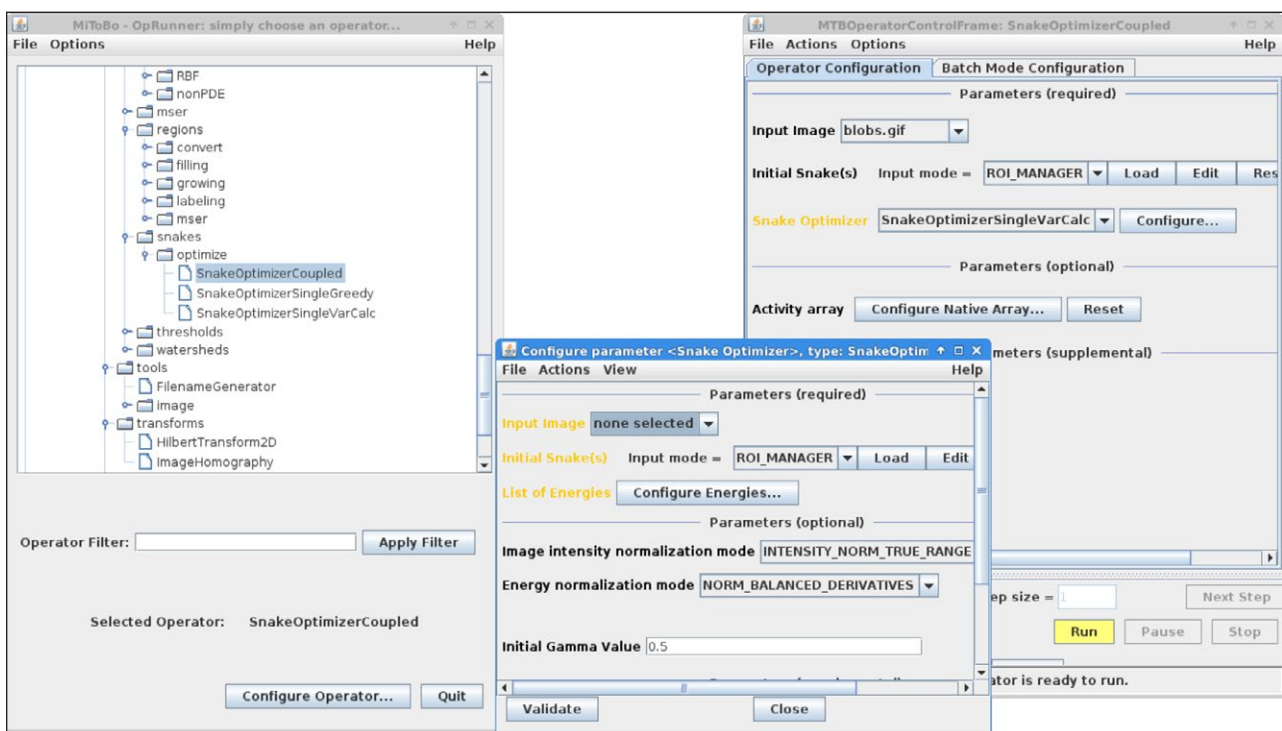 MiToBo - OpRunner: simply choose an operator...
File Options Help
RBF
nonPDE
mser
regions
convert
filling
growing
labeling
mser
snakes
optimize
SnakeOptimizerCoupled
SnakeOptimizerSingleGreedy
SnakeOptimizerSingleVarCalc
thresholds
watersheds
tools
FilenameGenerator
image
transforms
HilbertTransform2D
ImageHomography
Operator Filter: Apply Filter
Selected Operator: SnakeOptimizerCoupled
Configure Operator... Quit
MTBOperatorControlFrame: SnakeOptimizerCoupled
File Actions Options Help
Operator Configuration Batch Mode Configuration
Parameters (required)
Input Image blobs.gif
Initial Snake(s) Input mode = ROI_MANAGER Load Edit Res
Snake Optimizer SnakeOptimizerSingleVarCalc Configure...
Parameters (optional)
Activity array Configure Native Array... Reset
meters (supplemental)
ep size = 1 Next Step
Run Pause Stop
ator is ready to run.
Configure parameter <Snake Optimizer>, type: SnakeOptim
File Actions View Help
Parameters (required)
Input Image none selected
Initial Snake(s) Input mode = ROI_MANAGER Load Edit
List of Energies Configure Energies...
Parameters (optional)
Image intensity normalization mode INTENSITY_NORM_TRUE_RANGE
Energy normalization mode NORM_BALANCED_DERIVATIVES
Initial Gamma Value 0.5
Validate Close